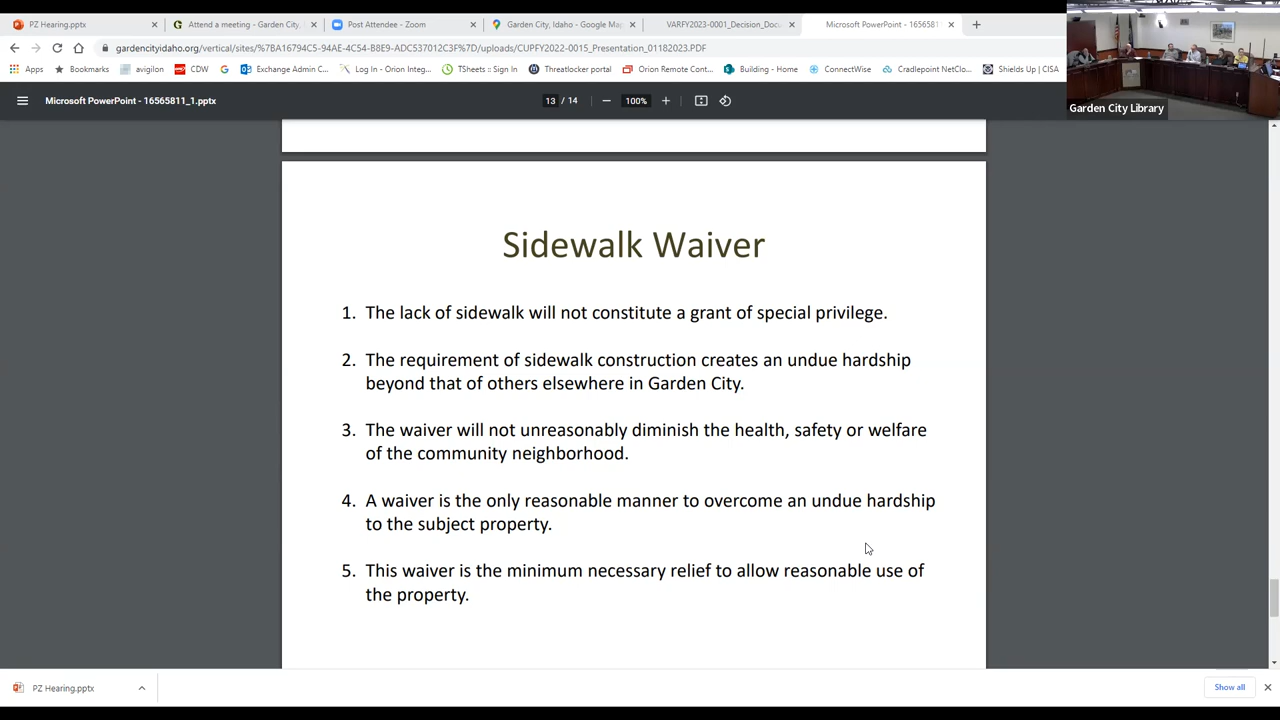 PZ Hearing.pptx
Attend a meeting - Garden City,
Post Attendee - Zoom
Garden City, Idaho - Google Ma
VARFY2023-0001_Decision_Docu
Microsoft PowerPoint - 165658
gardencityidaho.org/vertical/sites/%7BA16794C5-94AE-4C54-B8E9-ADC537012C3F%7D/uploads/CUPFY2022-0015_Presentation_01182023.PDF
Apps
Bookmarks
avigilon
CDW
Exchange Admin C...
Log In - Orion Integ...
TSheets :: Sign In
Threatlocker portal
Orion Remote Cont...
Building - Home
ConnectWise
Cradlepoint NetClo...
Shields Up | CISA
Garden City Library
Microsoft PowerPoint - 16565811_1.pptx
13 / 14
100%
Sidewalk Waiver
1. The lack of sidewalk will not constitute a grant of special privilege.
2. The requirement of sidewalk construction creates an undue hardship
beyond that of others elsewhere in Garden City.
3. The waiver will not unreasonably diminish the health, safety or welfare
of the community neighborhood.
4. A waiver is the only reasonable manner to overcome an undue hardship
to the subject property.
5. This waiver is the minimum necessary relief to allow reasonable use of
the property.
PZ Hearing.pptx
Show all